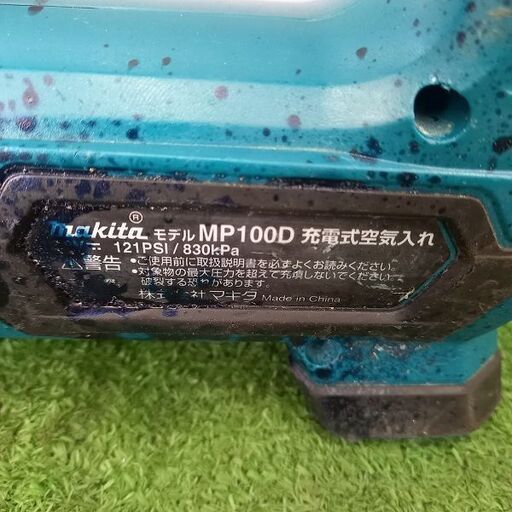 makita® モデル MP100D 充電式空気入れ
121PSI / 830kPa
⚠警告 •ご使用前に取扱説明書を必ずよくお読みください。
•対象物の最大圧力を超えて充填しないでください。
破裂する恐れがあります。
株式会社 マキタ Made in China